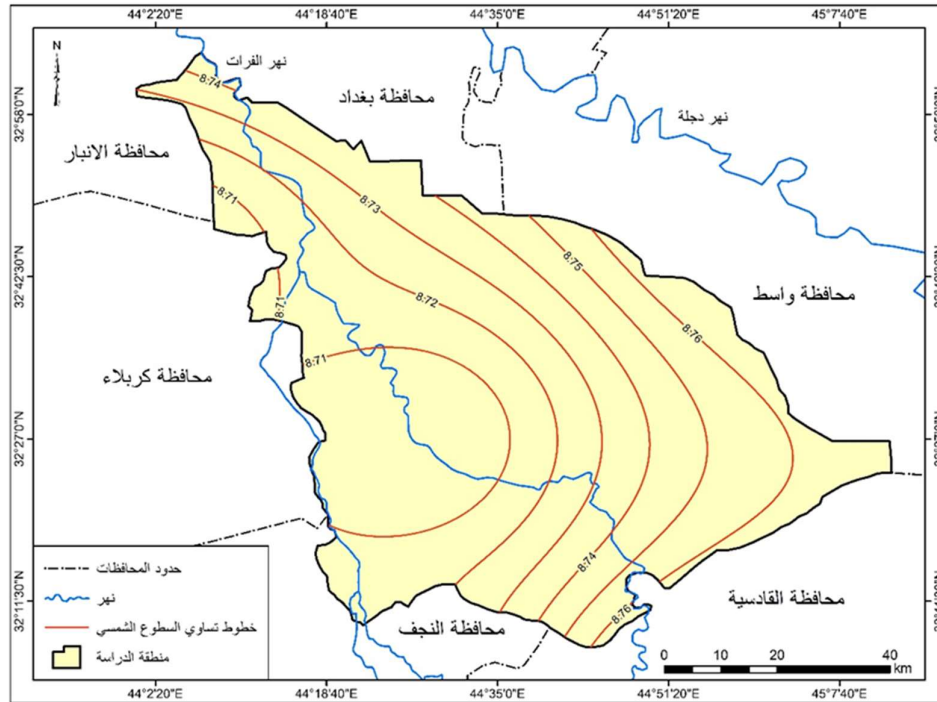 44°2'20"E 44°18'40"E 44°35'0"E 44°51'20"E 45°7'40"E
N
نهر الفرات
8:74
محافظة بغداد
32°58'0"N
نهر دجلة
محافظة الانبار
8:71
8:73
8:75
32°42'30"N
محافظة واسط
8:71
8:72
8:76
8:71
محافظة كربلاء
32°27'0"N
8:74
حدود المحافظات
32°11'30"N
نهر
محافظة القادسية
8:76
خطوط تساوي السطوع الشمسي
محافظة النجف
منطقة الدراسة
0 10 20 40
km
44°2'20"E 44°18'40"E 44°35'0"E 44°51'20"E 45°7'40"E